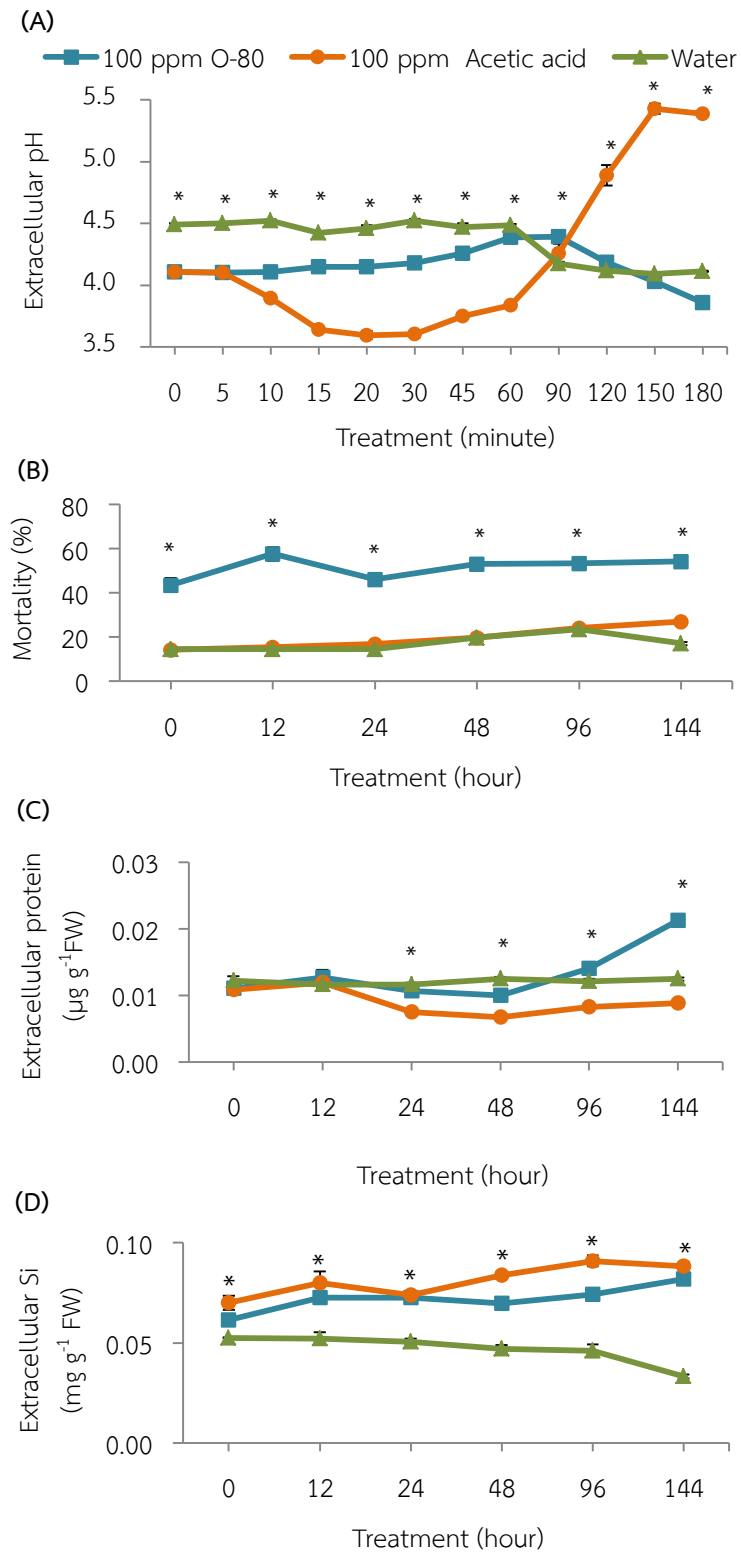 (A)
100 ppm O-80 100 ppm Acetic acid Water
Extracellular pH
5.5
5.0
4.5
4.0
3.5
* * * * * * * * * * * *
0 5 10 15 20 30 45 60 90 120 150 180
Treatment (minute)
(B)
Mortality (%)
80
60
40
20
0
* * * * * *
0 12 24 48 96 144
Treatment (hour)
(C)
Extracellular protein
(µg g⁻¹FW)
0.03
0.02
0.01
0.00
* * * *
0 12 24 48 96 144
Treatment (hour)
(D)
Extracellular Si
(mg g⁻¹ FW)
0.10
0.05
0.00
* * * * * *
0 12 24 48 96 144
Treatment (hour)